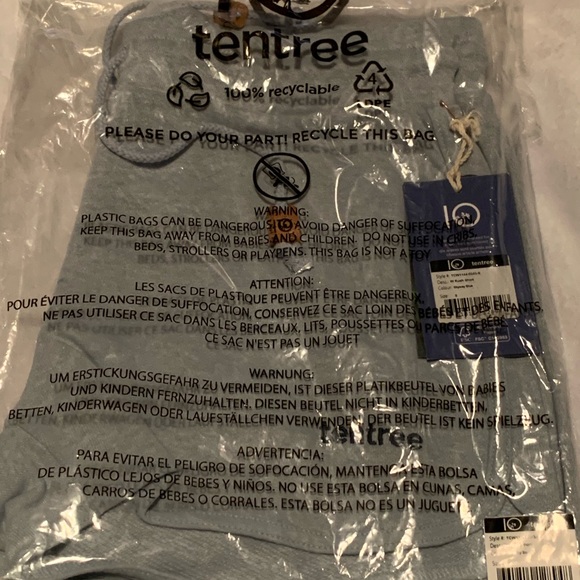 tentree
100% recyclable
4
LDPE
PLEASE DO YOUR PART! RECYCLE THIS BAG
WARNING:
PLASTIC BAGS CAN BE DANGEROUS. TO AVOID DANGER OF SUFFOCATION
KEEP THIS BAG AWAY FROM BABIES AND CHILDREN. DO NOT USE IN CRIBS,
BEDS, STROLLERS OR PLAYPENS. THIS BAG IS NOT A TOY
ATTENTION:
LES SACS DE PLASTIQUE PEUVENT ÊTRE DANGEREUX.
POUR ÉVITER LE DANGER DE SUFFOCATION, CONSERVEZ CE SAC LOIN DES BÉBÉS ET DES ENFANTS.
NE PAS UTILISER CE SAC DANS LES BERCEAUX, LITS, POUSSETTES OU PARCS DE BÉBÉ.
CE SAC N'EST PAS UN JOUET
WARNUNG:
UM ERSTICKUNGSGEFAHR ZU VERMEIDEN, IST DIESER PLATIKBEUTEL VON BABIES
UND KINDERN FERNZUHALTEN. DIESEN BEUTEL NICHT IN KINDERBETTEN,
BETTEN, KINDERWAGEN ODER LAUFSTÄLLCHEN VERWENDEN. DER BEUTEL IST KEIN SPIELZUG.
tentree
ADVERTENCIA:
PARA EVITAR EL PELIGRO DE SOFOCACIÓN, MANTENGA ESTA BOLSA
DE PLÁSTICO LEJOS DE BEBÉS Y NIÑOS. NO USE ESTA BOLSA EN CUNAS, CAMAS,
CARROS DE BEBÉS O CORRALES. ESTA BOLSA NO ES UN JUGUETE
10
tentree
Style #:
Size:
Style #: